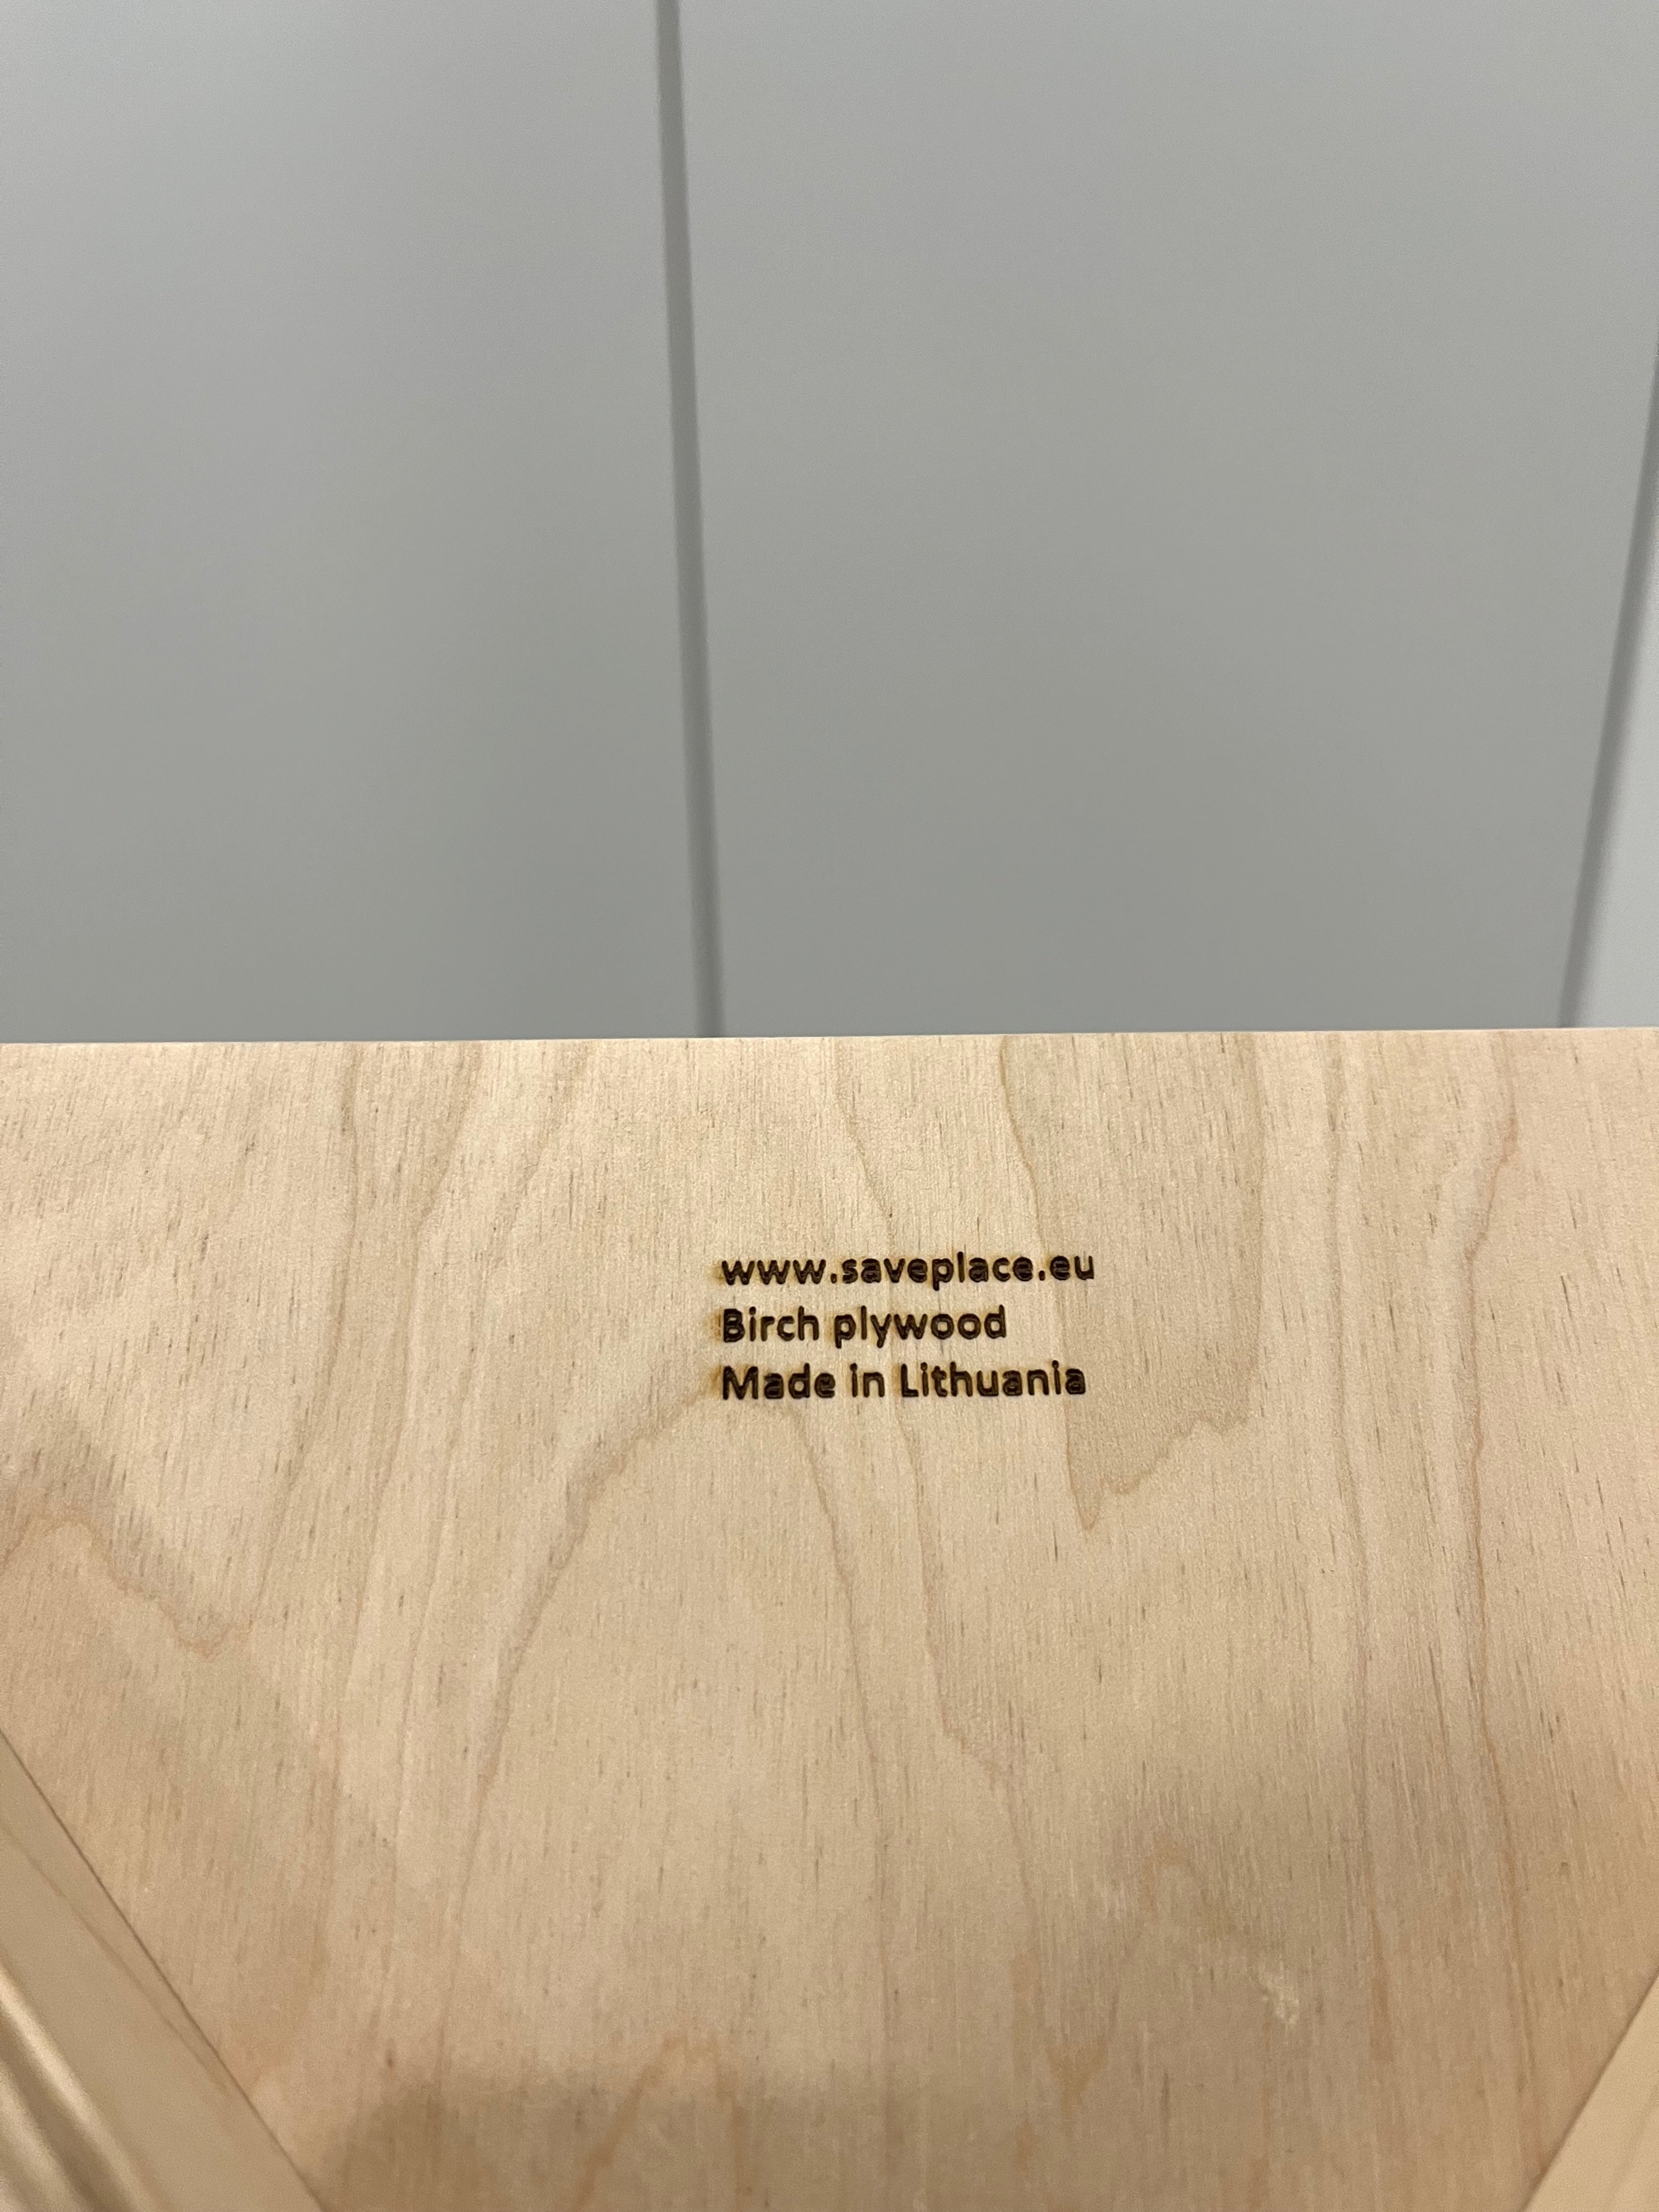 www.saveplace.eu
Birch plywood
Made in Lithuania